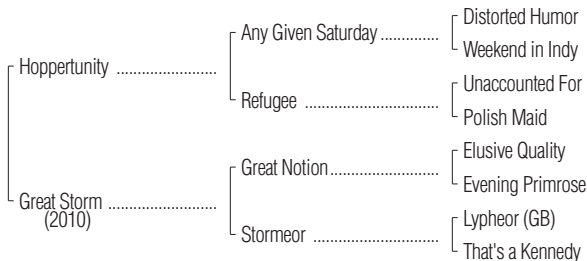 Distorted Humor
Any Given Saturday ..............
Weekend in Indy
Hoppertunity .......................
Unaccounted For
Refugee ................................
Polish Maid
Elusive Quality
Great Notion..........................
Evening Primrose
Great Storm .........................
(2010)
Lypheor (GB)
Stormeor ..............................
That's a Kennedy